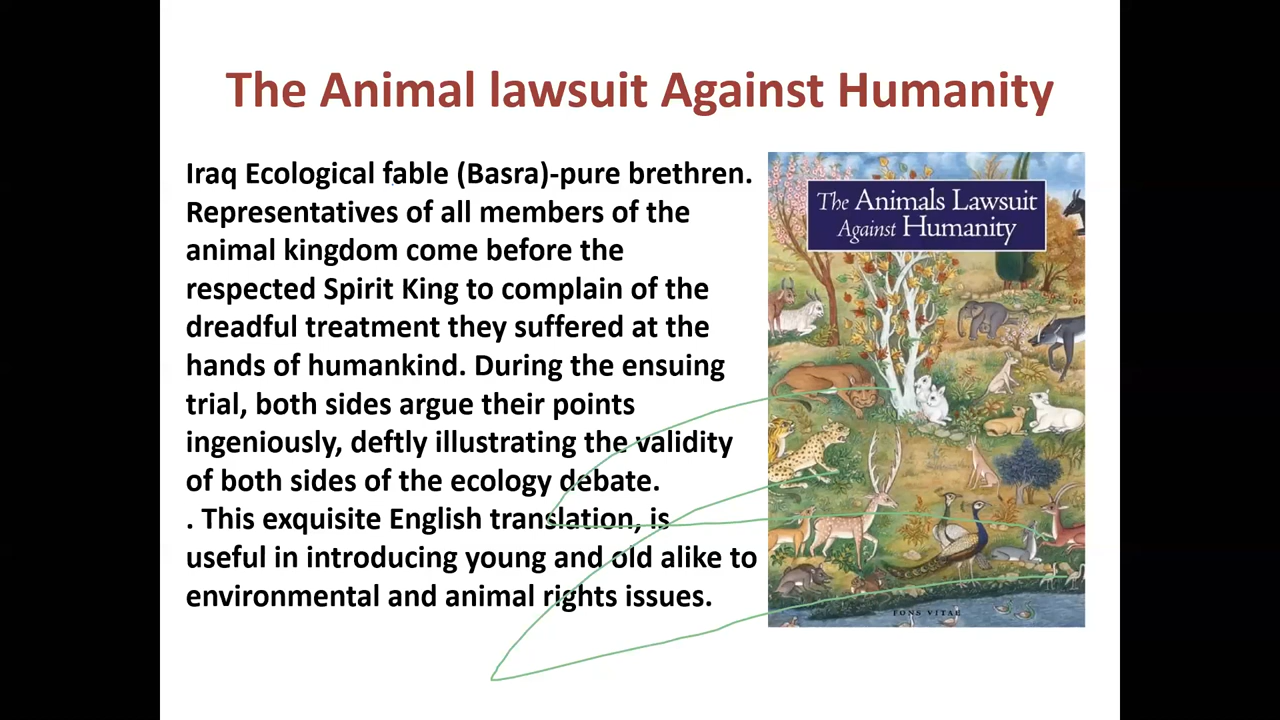 The Animal lawsuit Against Humanity
Iraq Ecological fable (Basra)-pure brethren.
Representatives of all members of the
animal kingdom come before the
respected Spirit King to complain of the
dreadful treatment they suffered at the
hands of humankind. During the ensuing
trial, both sides argue their points
ingeniously, deftly illustrating the validity
of both sides of the ecology debate.
. This exquisite English translation, is
useful in introducing young and old alike to
environmental and animal rights issues.
The Animals Lawsuit
Against Humanity
FONS VITAE